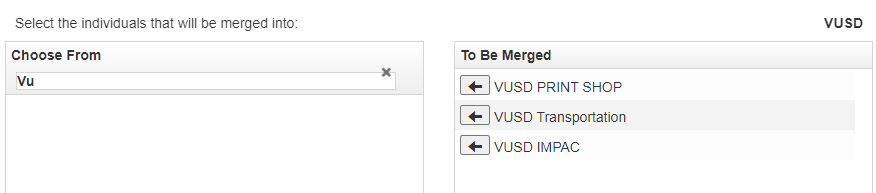 Select the individuals that will be merged into: VUSD
Choose From
Vu
To Be Merged
VUSD PRINT SHOP
VUSD Transportation
VUSD IMPAC